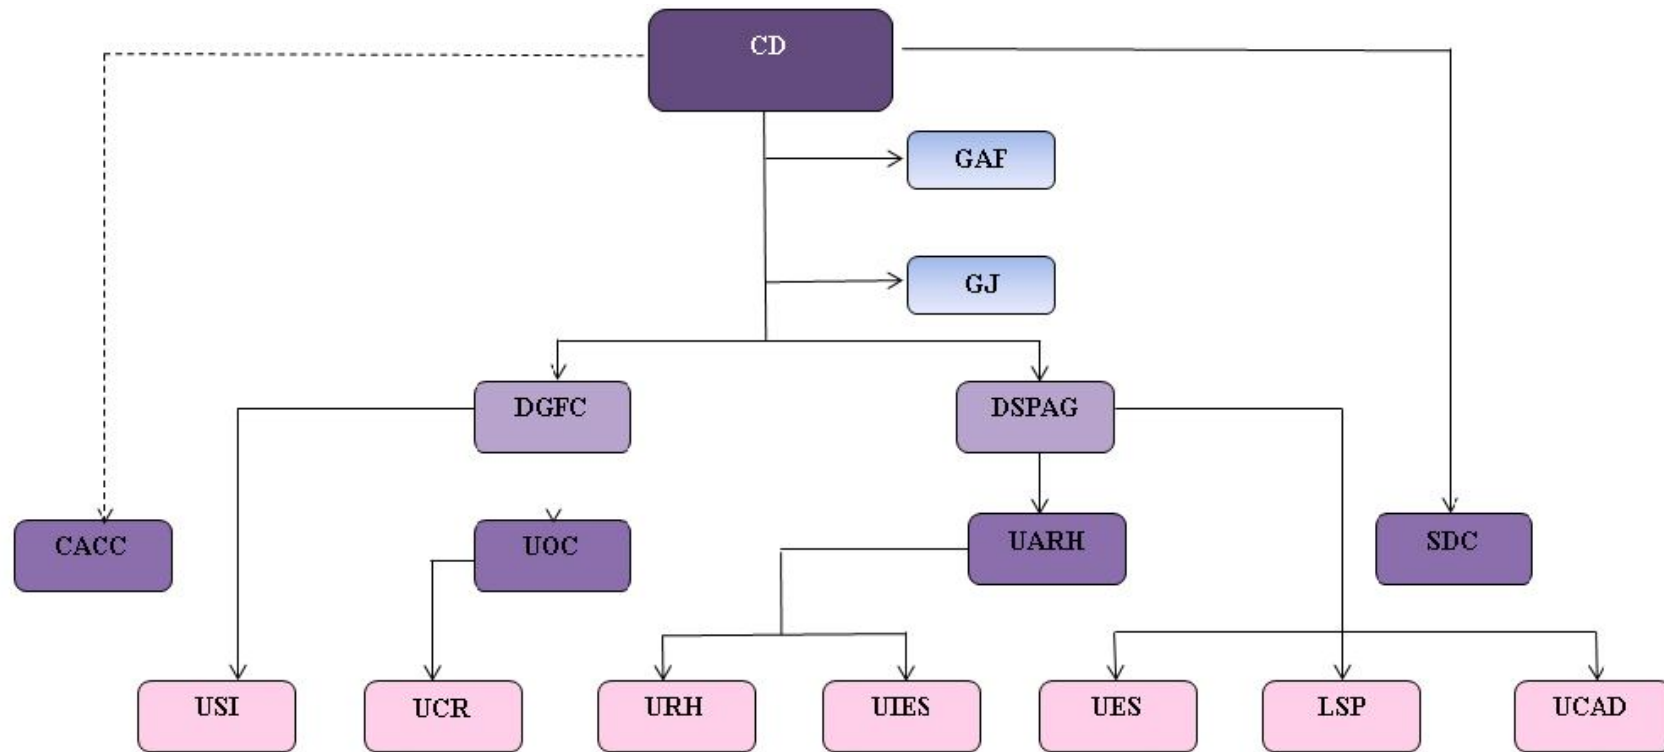 CD
GAF
GJ
DGFC
DSPAG
CACC
UOC
UARH
SDC
USI
UCR
URH
UIES
UES
LSP
UCAD